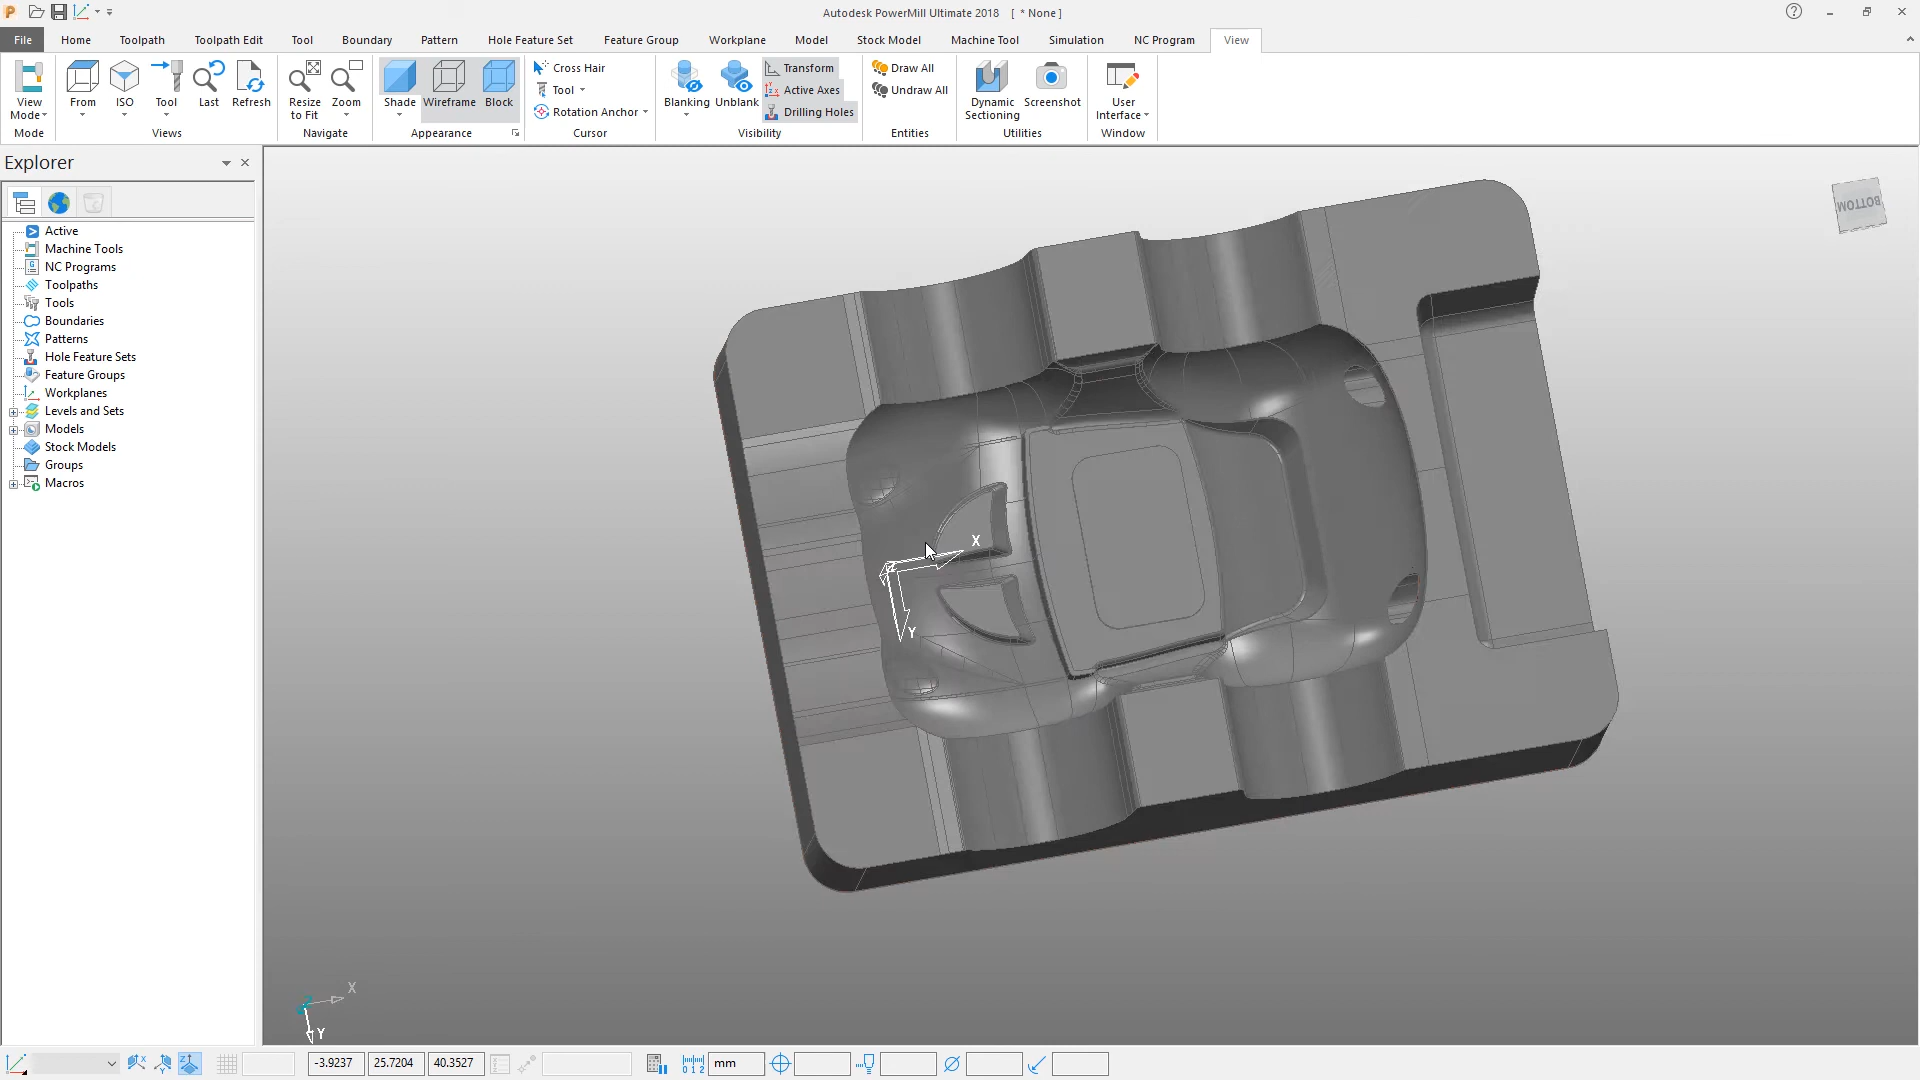 Autodesk PowerMill Ultimate 2018 [ * None ]
File Home Toolpath Toolpath Edit Tool Boundary Pattern Hole Feature Set Feature Group Workplane Model Stock Model Machine Tool Simulation NC Program View
View Mode From ISO Tool Last Refresh Resize to Fit Zoom Shade Wireframe Block
Cross Hair
Tool
Rotation Anchor
Blanking Unblank
Transform
Active Axes
Drilling Holes
Draw All
Undraw All
Dynamic Sectioning Screenshot User Interface
Mode Views Navigate Appearance Cursor Visibility Entities Utilities Window
Explorer
Active
Machine Tools
NC Programs
Toolpaths
Tools
Boundaries
Patterns
Hole Feature Sets
Feature Groups
Workplanes
Levels and Sets
Models
Stock Models
Groups
Macros
BOTTOM
X
Z
Y
X
Z
Y
-3.9237 25.7204 40.3527 mm